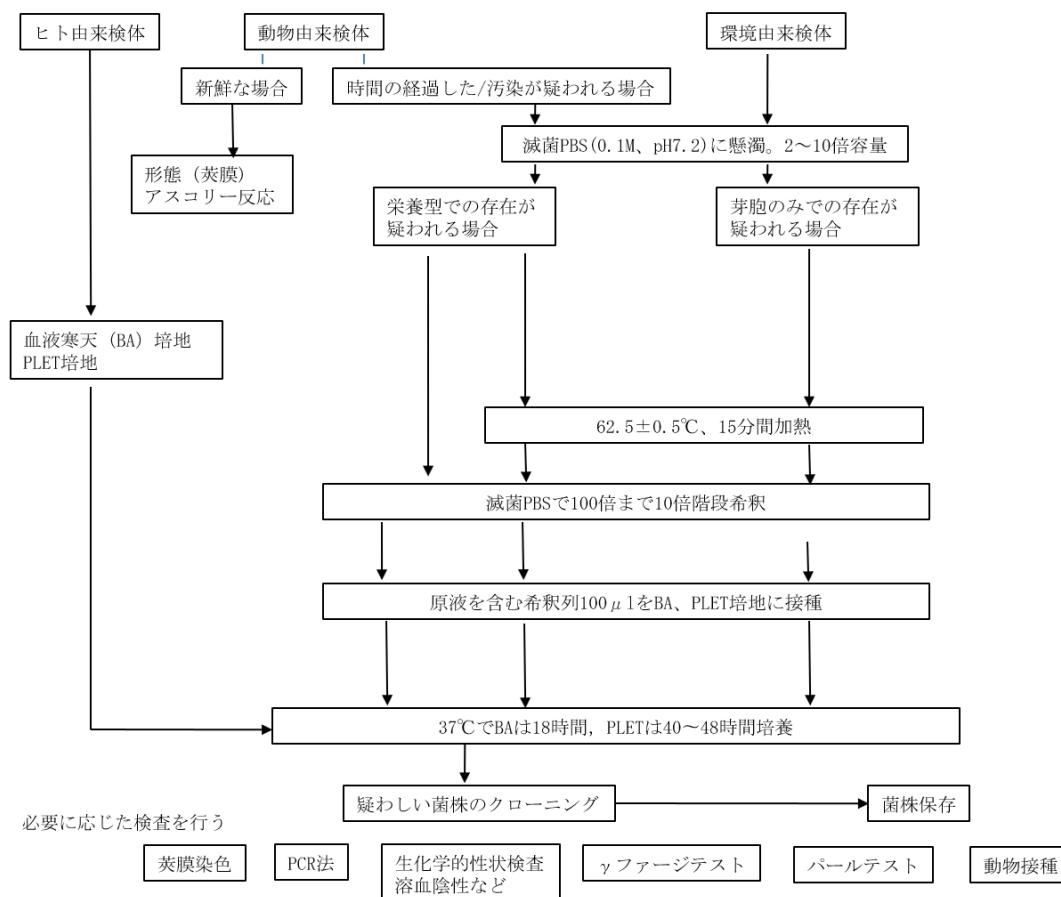 ヒト由来検体
動物由来検体
環境由来検体
新鮮な場合
時間の経過した/汚染が疑われる場合
滅菌PBS(0.1M、pH7.2)に懸濁。2～10倍容量
形態（莢膜）
アスコリー反応
栄養型での存在が
疑われる場合
芽胞のみでの存在が
疑われる場合
血液寒天（BA）培地
PLET培地
62.5±0.5℃、15分間加熱
滅菌PBSで100倍まで10倍階段希釈
原液を含む希釈列100μlをBA、PLET培地に接種
37℃でBAは18時間，PLETは40～48時間培養
疑わしい菌株のクローニング
菌株保存
必要に応じた検査を行う
莢膜染色
PCR法
生化学的性状検査
溶血陰性など
γファージテスト
パールテスト
動物接種